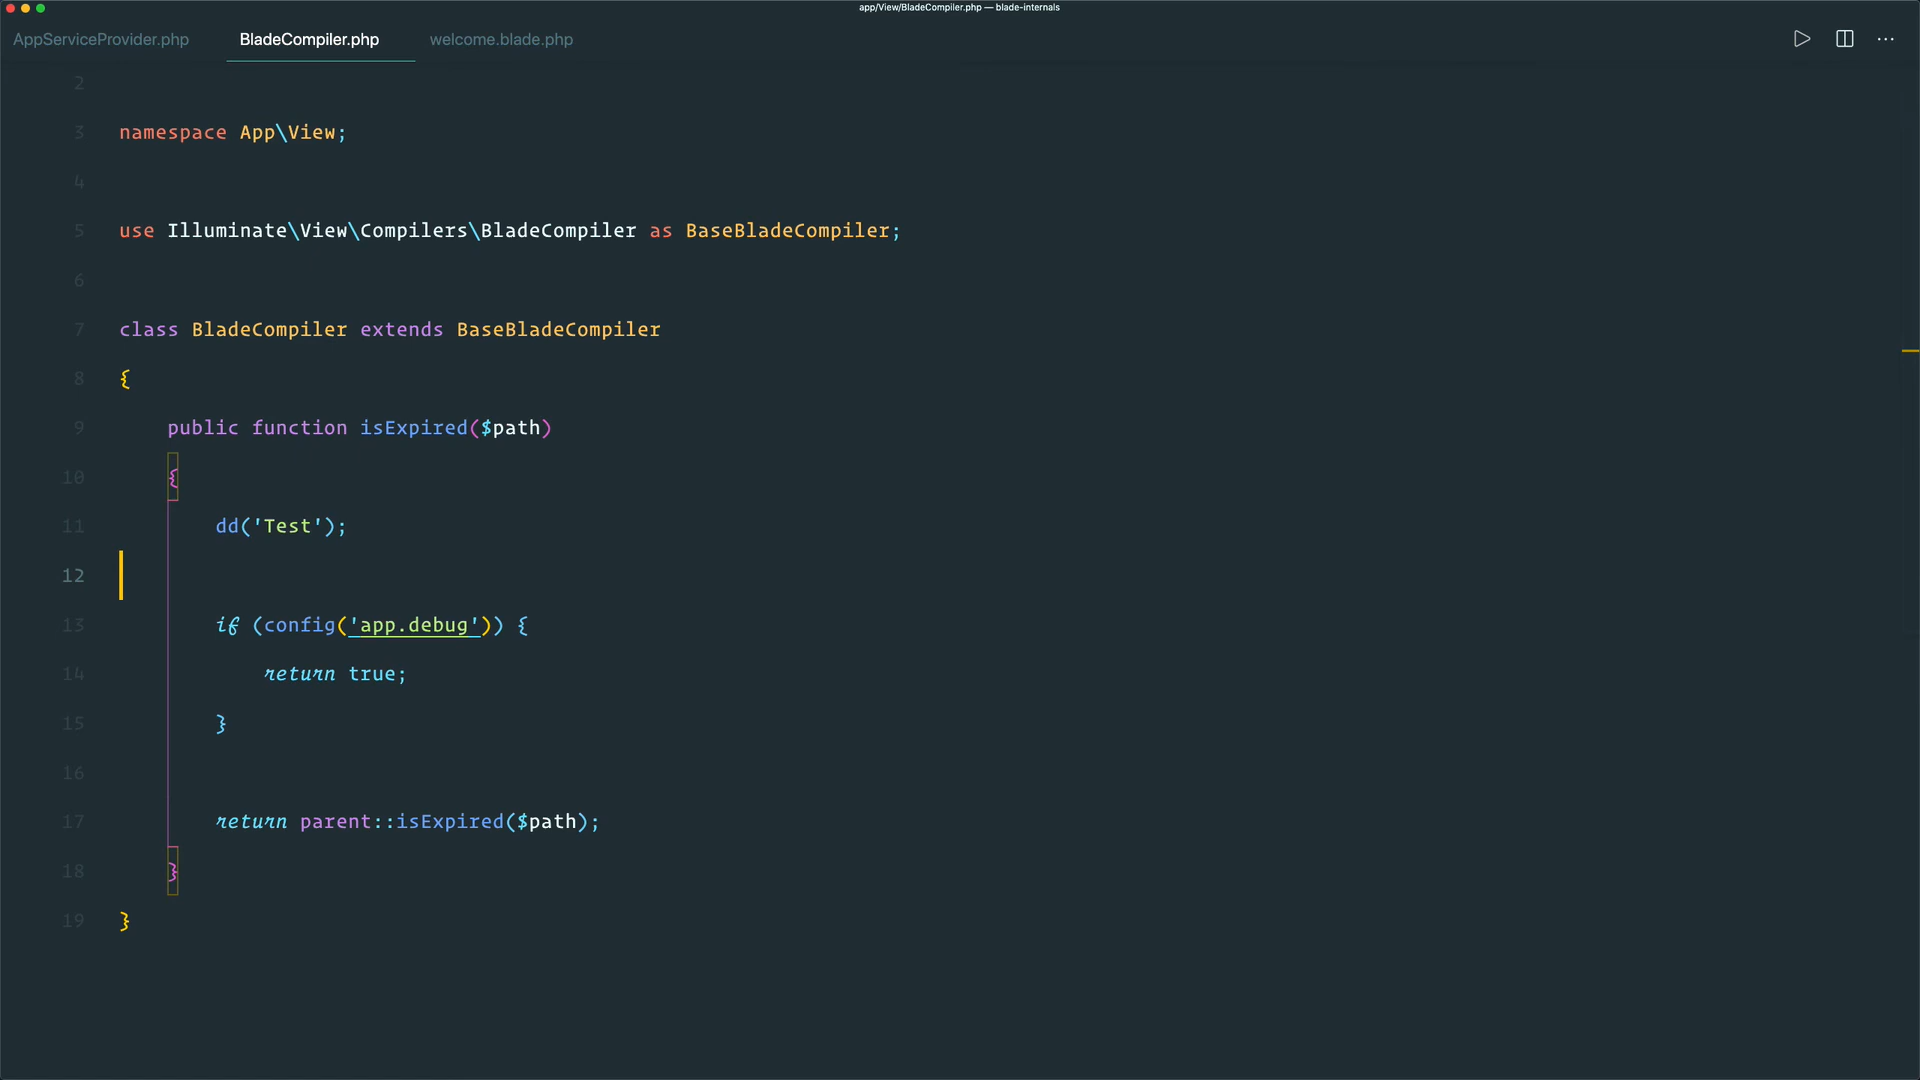 app/View/BladeCompiler.php — blade-internals
AppServiceProvider.php BladeCompiler.php welcome.blade.php
2
3 namespace App\View;
4
5 use Illuminate\View\Compilers\BladeCompiler as BaseBladeCompiler;
6
7 class BladeCompiler extends BaseBladeCompiler
8 {
9 public function isExpired($path)
10 {
11 dd('Test');
12
13 if (config('app.debug')) {
14 return true;
15 }
16
17 return parent::isExpired($path);
18 }
19 }